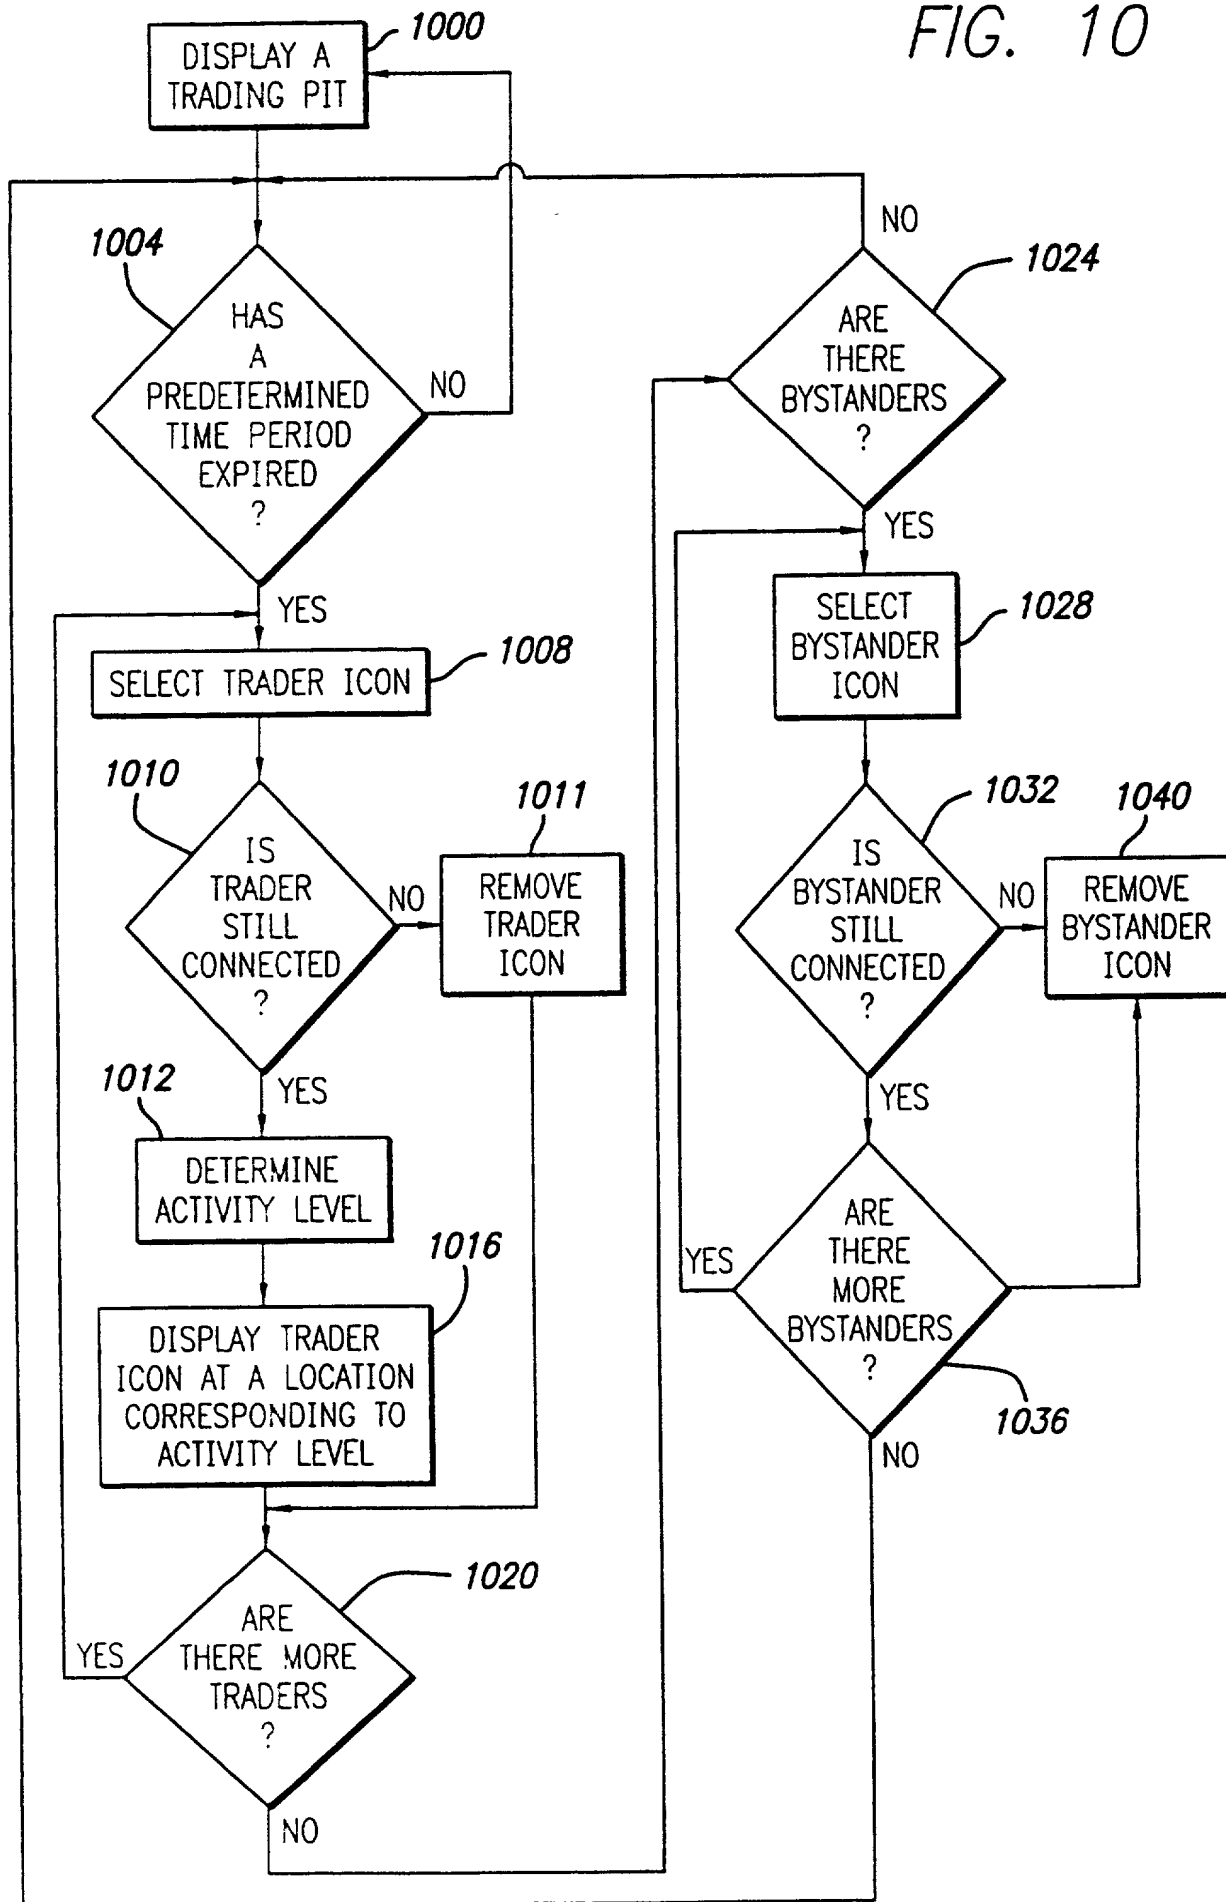 FIG. 10
1000
DISPLAY A
TRADING PIT
1004
HAS
A
PREDETERMINED
TIME PERIOD
EXPIRED
?
NO
YES
1008
SELECT TRADER ICON
1010
IS
TRADER
STILL
CONNECTED
?
NO
1011
REMOVE
TRADER
ICON
YES
1012
DETERMINE
ACTIVITY LEVEL
1016
DISPLAY TRADER
ICON AT A LOCATION
CORRESPONDING TO
ACTIVITY LEVEL
1020
ARE
THERE MORE
TRADERS
?
YES
NO
NO
1024
ARE
THERE
BYSTANDERS
?
YES
1028
SELECT
BYSTANDER
ICON
1032
IS
BYSTANDER
STILL
CONNECTED
?
NO
1040
REMOVE
BYSTANDER
ICON
YES
ARE
THERE
MORE
BYSTANDERS
?
YES
1036
NO